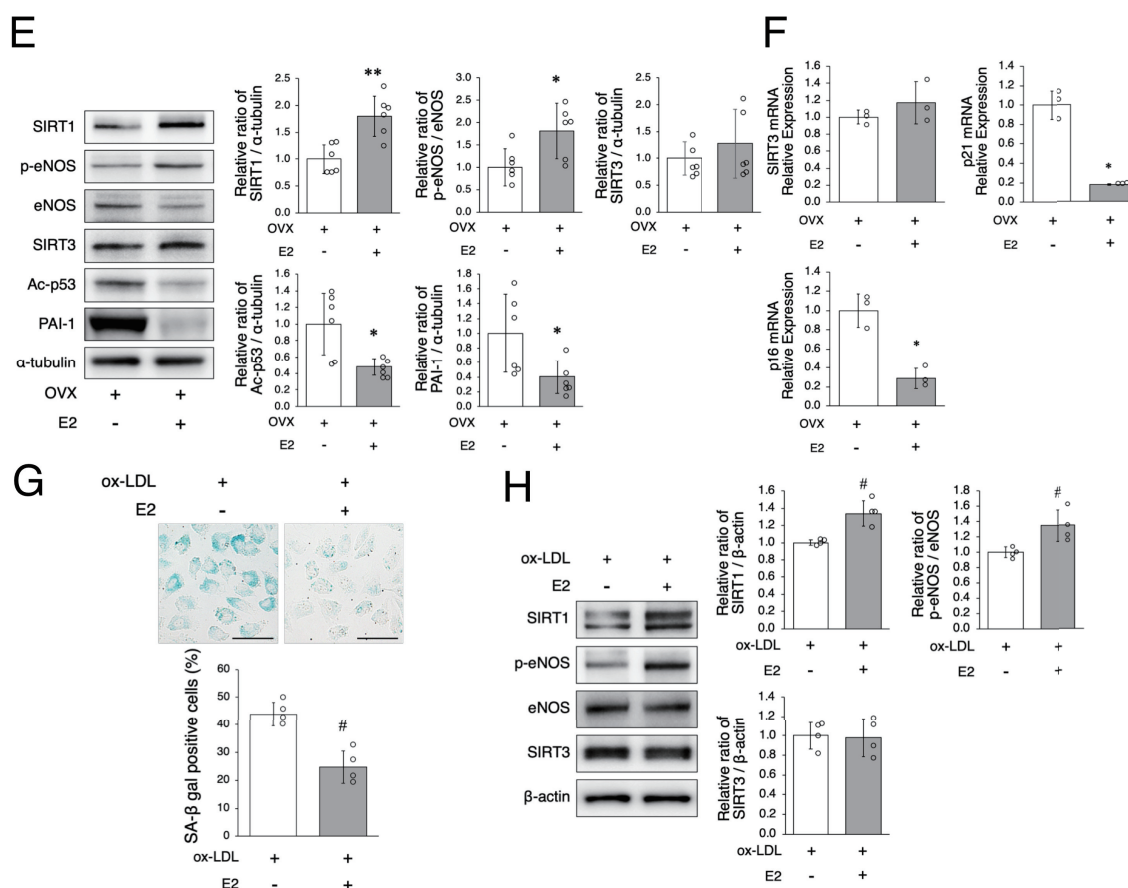 E
SIRT1
p-eNOS
eNOS
SIRT3
Ac-p53
PAI-1
α-tubulin
OVX + +
E2 - +
Relative ratio of
SIRT1 / α-tubulin
2.5
2.0
1.5
1.0
0.5
0.0
**
OVX + +
E2 - +
Relative ratio of
p-eNOS / eNOS
3.0
2.5
2.0
1.5
1.0
0.5
0.0
*
OVX + +
E2 - +
Relative ratio of
SIRT3 / α-tubulin
2.5
2.0
1.5
1.0
0.5
0.0
OVX + +
E2 - +
Relative ratio of
Ac-p53 / α-tubulin
1.6
1.4
1.2
1.0
0.8
0.6
0.4
0.2
0.0
*
OVX + +
E2 - +
Relative ratio of
PAI-1 / α-tubulin
1.8
1.6
1.4
1.2
1.0
0.8
0.6
0.4
0.2
0.0
*
OVX + +
E2 - +
F
SIRT3 mRNA
Relative Expression
1.6
1.4
1.2
1.0
0.8
0.6
0.4
0.2
0.0
OVX + +
E2 - +
p21 mRNA
Relative Expression
1.4
1.2
1.0
0.8
0.6
0.4
0.2
0.0
*
OVX + +
E2 - +
p16 mRNA
Relative Expression
1.4
1.2
1.0
0.8
0.6
0.4
0.2
0.0
*
OVX + +
E2 - +
G
ox-LDL + +
E2 - +
SA-β gal positive cells (%)
60
50
40
30
20
10
0
#
ox-LDL + +
E2 - +
H
ox-LDL + +
E2 - +
SIRT1
p-eNOS
eNOS
SIRT3
β-actin
Relative ratio of
SIRT1 / β-actin
1.6
1.4
1.2
1.0
0.8
0.6
0.4
0.2
0.0
#
ox-LDL + +
E2 - +
Relative ratio of
p-eNOS / eNOS
1.8
1.6
1.4
1.2
1.0
0.8
0.6
0.4
0.2
0.0
#
ox-LDL + +
E2 - +
Relative ratio of
SIRT3 / β-actin
1.4
1.2
1.0
0.8
0.6
0.4
0.2
0.0
ox-LDL + +
E2 - +